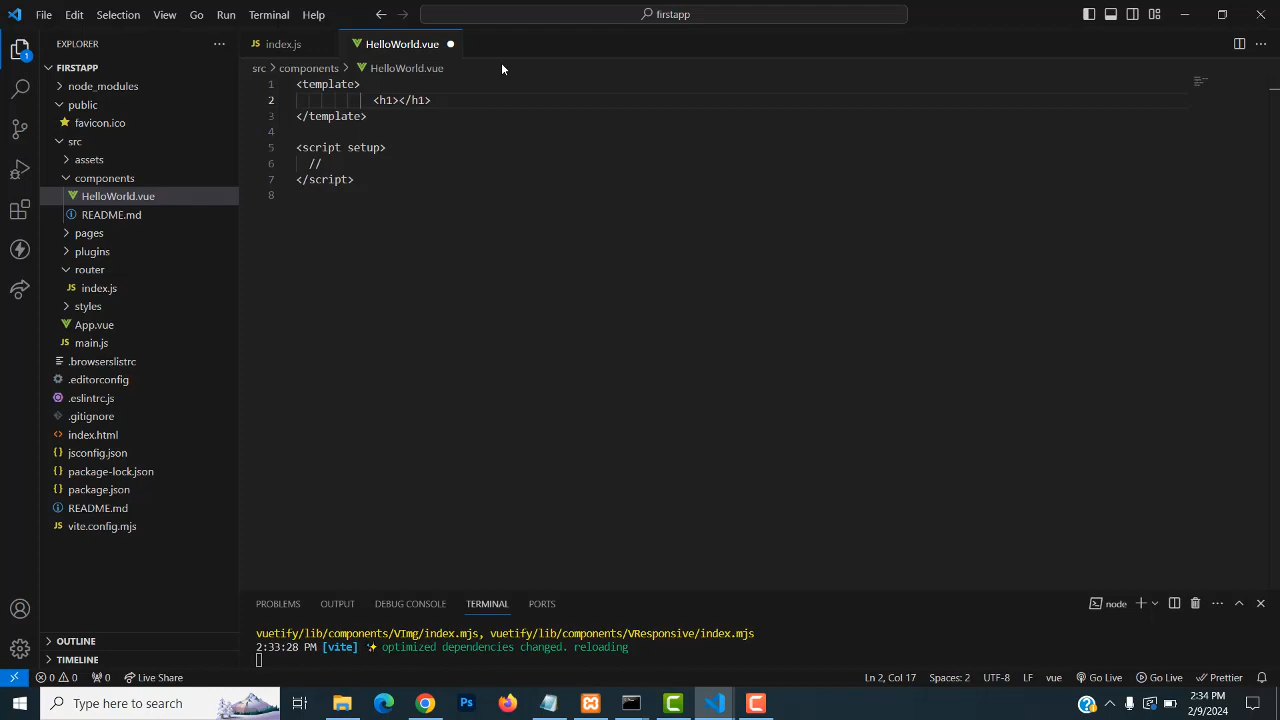 File Edit Selection View Go Run Terminal Help
firstapp
EXPLORER
FIRSTAPP
node_modules
public
favicon.ico
src
assets
components
HelloWorld.vue
README.md
pages
plugins
router
JS index.js
styles
App.vue
JS main.js
.browserslistrc
.editorconfig
.eslintrc.js
.gitignore
index.html
jsconfig.json
package-lock.json
package.json
README.md
vite.config.mjs
OUTLINE
TIMELINE
JS index.js
HelloWorld.vue
src > components > HelloWorld.vue
1 <template>
2 <h1></h1>
3 </template>
4
5 <script setup>
6 //
7 </script>
8
PROBLEMS OUTPUT DEBUG CONSOLE TERMINAL PORTS
node
vuetify/lib/components/VImg/index.mjs, vuetify/lib/components/VResponsive/index.mjs
2:33:28 PM [vite] ✨ optimized dependencies changed. reloading
0 0 0 Live Share
Ln 2, Col 17 Spaces: 2 UTF-8 LF vue Go Live Go Live Prettier
Type here to search
Ps
2:34 PM
2/9/2024